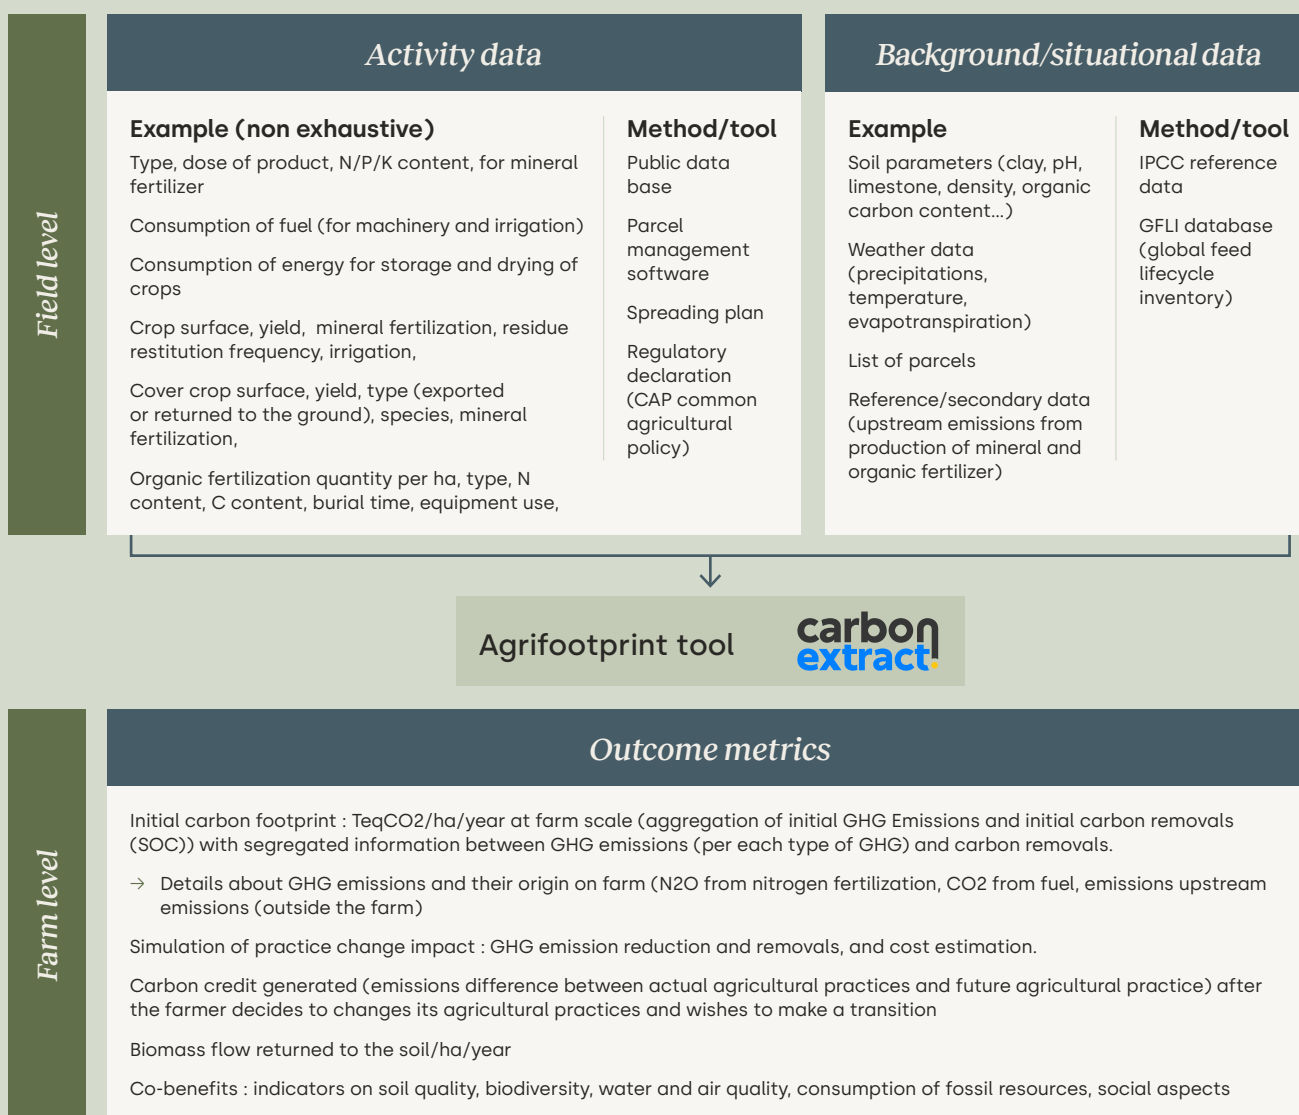 Field level
Activity data
Example (non exhaustive)
Type, dose of product, N/P/K content, for mineral
fertilizer
Consumption of fuel (for machinery and irrigation)
Consumption of energy for storage and drying of
crops
Crop surface, yield,  mineral fertilization, residue
restitution frequency, irrigation,
Cover crop surface, yield, type (exported
or returned to the ground), species, mineral
fertilization,
Organic fertilization quantity per ha, type, N
content, C content, burial time, equipment use,
Method/tool
Public data
base
Parcel
management
software
Spreading plan
Regulatory
declaration
(CAP common
agricultural
policy)
Background/situational data
Example
Soil parameters (clay, pH,
limestone, density, organic
carbon content...)
Weather data
(precipitations,
temperature,
evapotranspiration)
List of parcels
Reference/secondary data
(upstream emissions from
production of mineral and
organic fertilizer)
Method/tool
IPCC reference
data
GFLI database
(global feed
lifecycle
inventory)
Agrifootprint tool
carbon
extract.
Farm level
Outcome metrics
Initial carbon footprint : TeqCO2/ha/year at farm scale (aggregation of initial GHG Emissions and initial carbon removals
(SOC)) with segregated information between GHG emissions (per each type of GHG) and carbon removals.
→ Details about GHG emissions and their origin on farm (N2O from nitrogen fertilization, CO2 from fuel, emissions upstream
emissions (outside the farm)
Simulation of practice change impact : GHG emission reduction and removals, and cost estimation.
Carbon credit generated (emissions difference between actual agricultural practices and future agricultural practice) after
the farmer decides to changes its agricultural practices and wishes to make a transition
Biomass flow returned to the soil/ha/year
Co-benefits : indicators on soil quality, biodiversity, water and air quality, consumption of fossil resources, social aspects